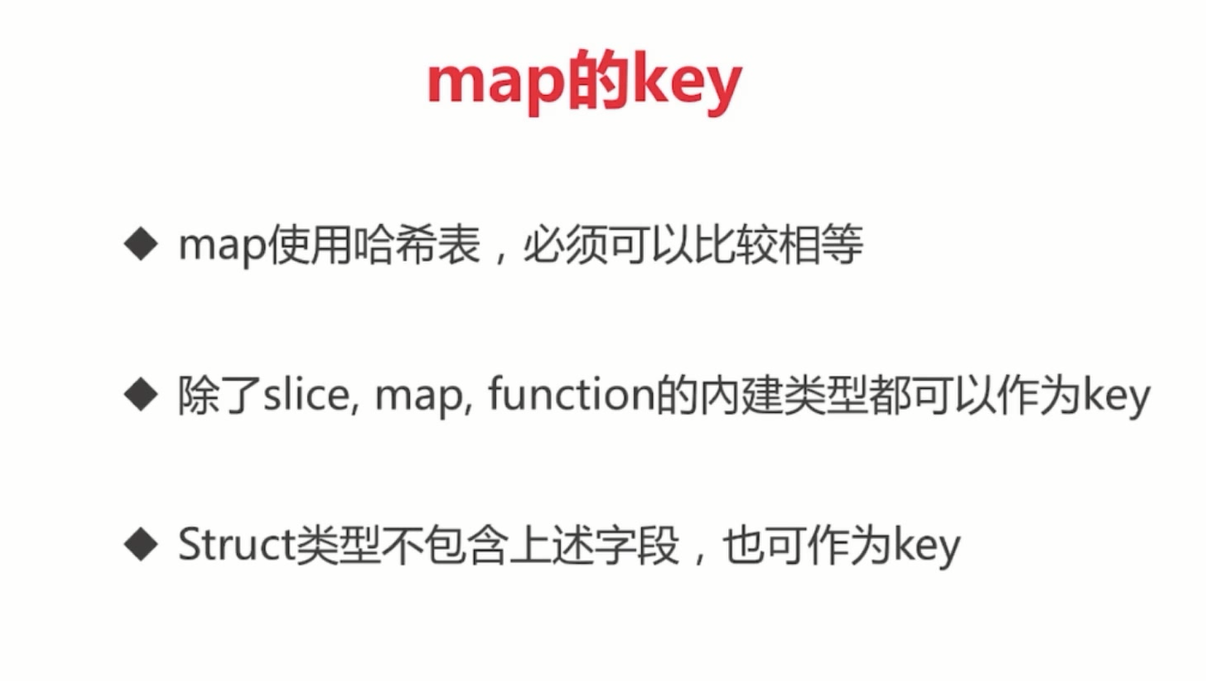 map的key
◆ map使用哈希表，必须可以比较相等
◆ 除了slice, map, function的内建类型都可以作为key
◆ Struct类型不包含上述字段，也可作为key